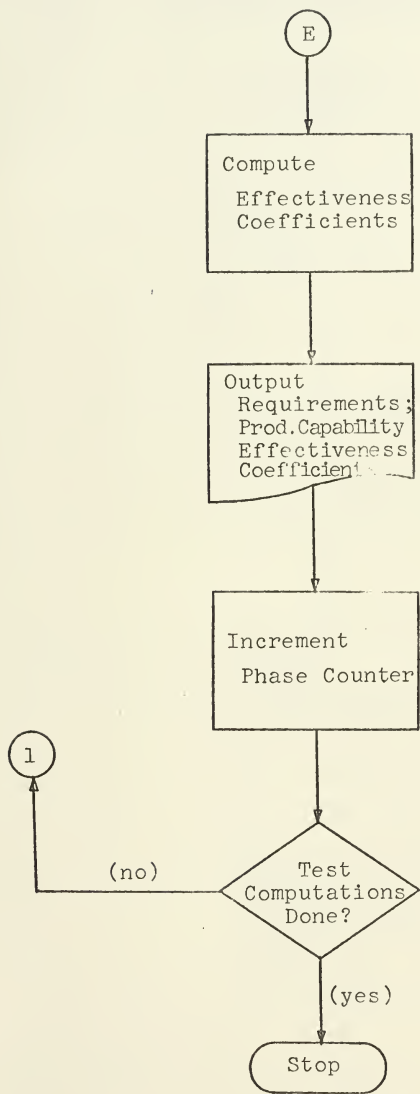 E
Compute
Effectiveness
Coefficients
Output
Requirements;
Prod.Capability
Effectiveness
Increment
Phase Counter
1
(no)
Test
Computations
Done?
(yes)
Stop